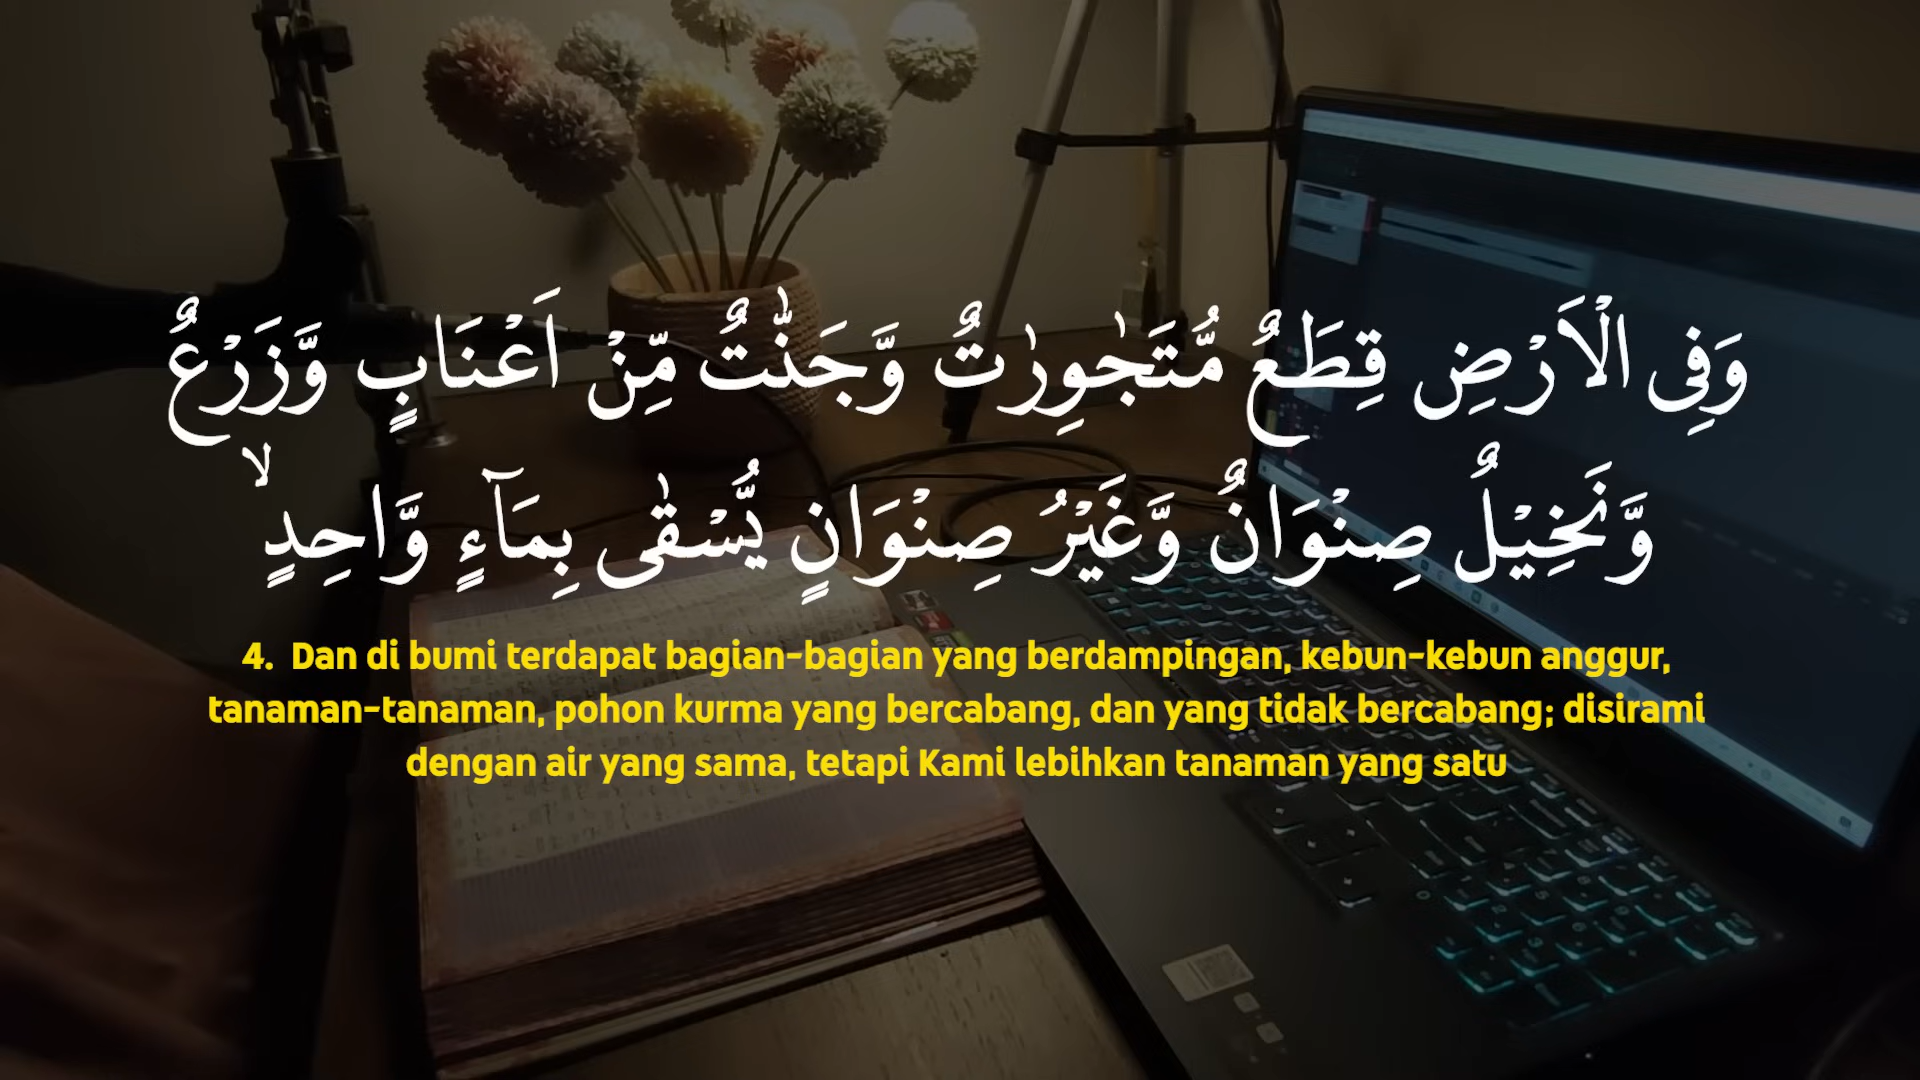 وَفِى الْاَرْضِ قِطَعٌ مُّتَجٰوِرٰتٌ وَّجَنّٰتٌ مِّنْ اَعْنَابٍ وَّزَرْعٌ
وَّنَخِيْلٌ صِنْوَانٌ وَّغَيْرُ صِنْوَانٍ يُّسْقٰى بِمَاۤءٍ وَّاحِدٍۙ
4. Dan di bumi terdapat bagian-bagian yang berdampingan, kebun-kebun anggur,
tanaman-tanaman, pohon kurma yang bercabang, dan yang tidak bercabang; disirami
dengan air yang sama, tetapi Kami lebihkan tanaman yang satu